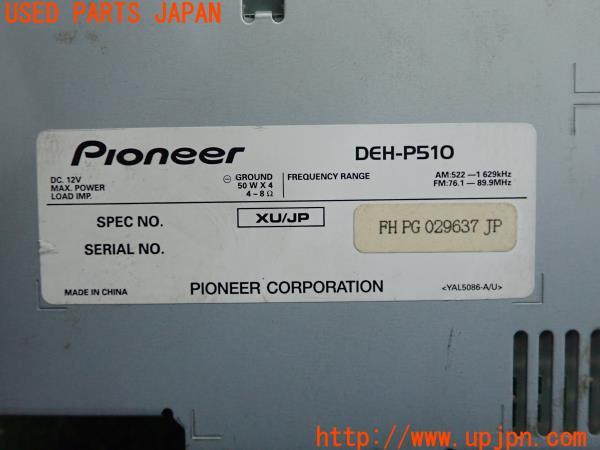 USED PARTS JAPAN
Pioneer
DEH-P510
DC. 12V
MAX. POWER
LOAD IMP.
⊖ GROUND
50 W X 4
4 – 8 Ω
FREQUENCY RANGE
AM:522 —1 629kHz
FM:76.1 — 89.9MHz
SPEC NO.
XU/JP
SERIAL NO.
FH PG 029637 JP
MADE IN CHINA
PIONEER CORPORATION
<YAL5086-A/U>
UPJ
http://www.upjpn.com/